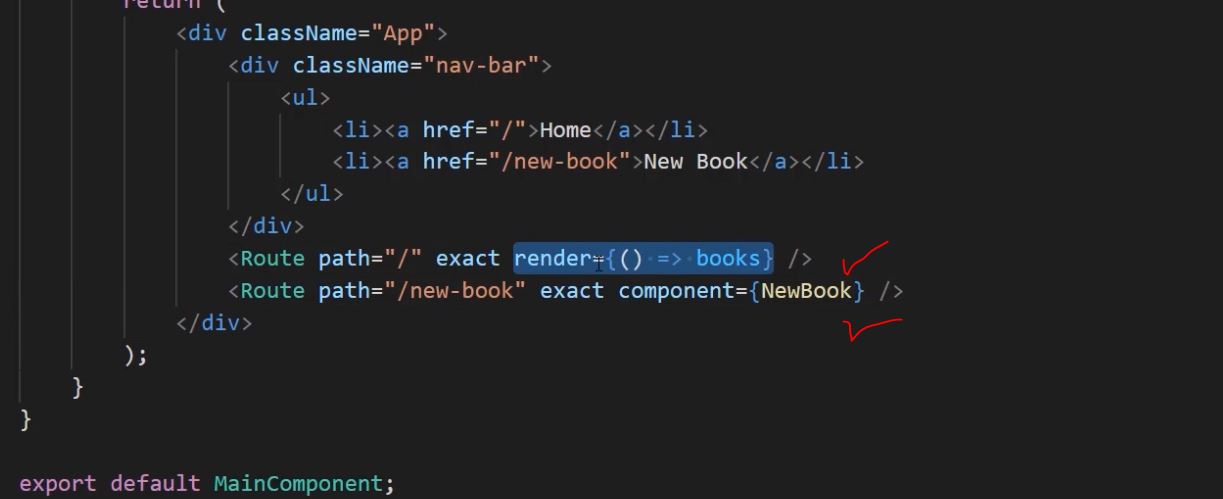 return (
<div className="App">
<div className="nav-bar">
<ul>
<li><a href="/">Home</a></li>
<li><a href="/new-book">New Book</a></li>
</ul>
</div>
<Route path="/" exact render={() => books} />
<Route path="/new-book" exact component={NewBook} />
</div>
);
}
}
export default MainComponent;